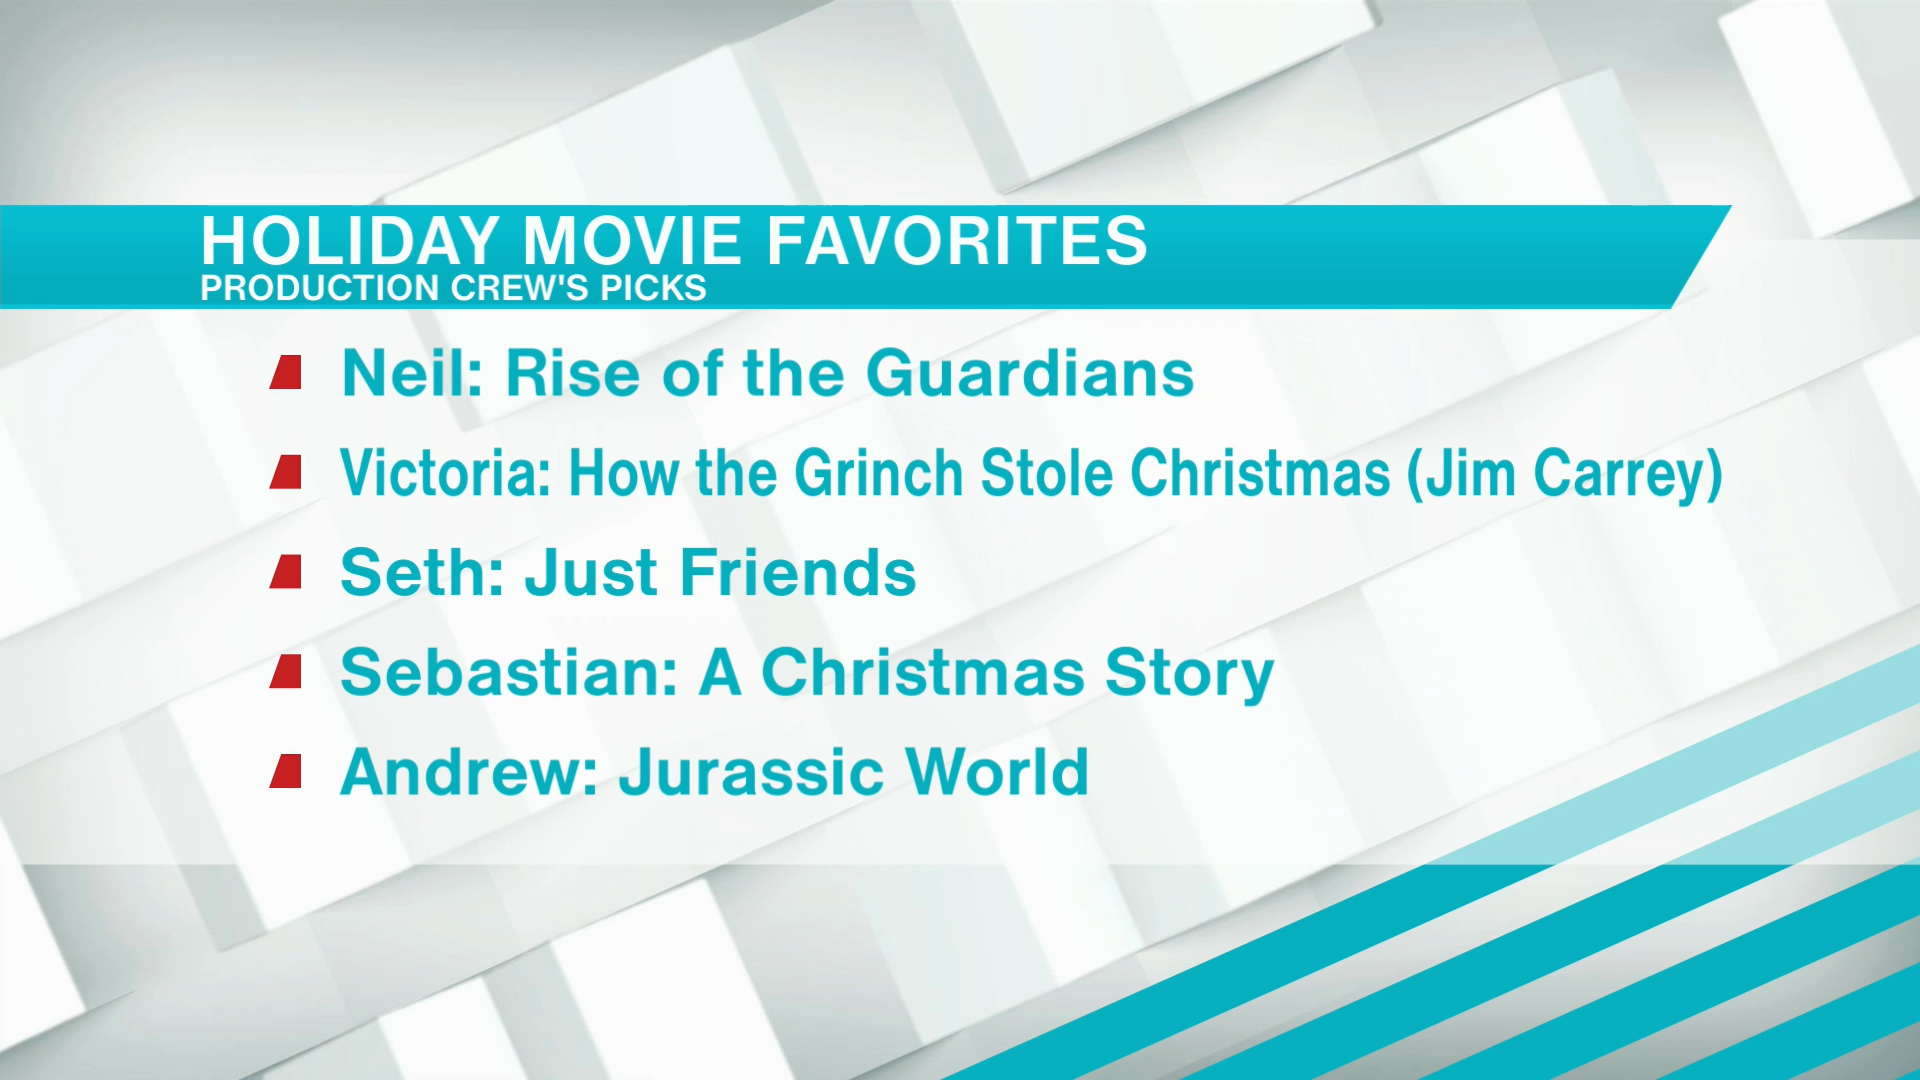 HOLIDAY MOVIE FAVORITES
PRODUCTION CREW'S PICKS
Neil: Rise of the Guardians
Victoria: How the Grinch Stole Christmas (Jim Carrey)
Seth: Just Friends
Sebastian: A Christmas Story
Andrew: Jurassic World